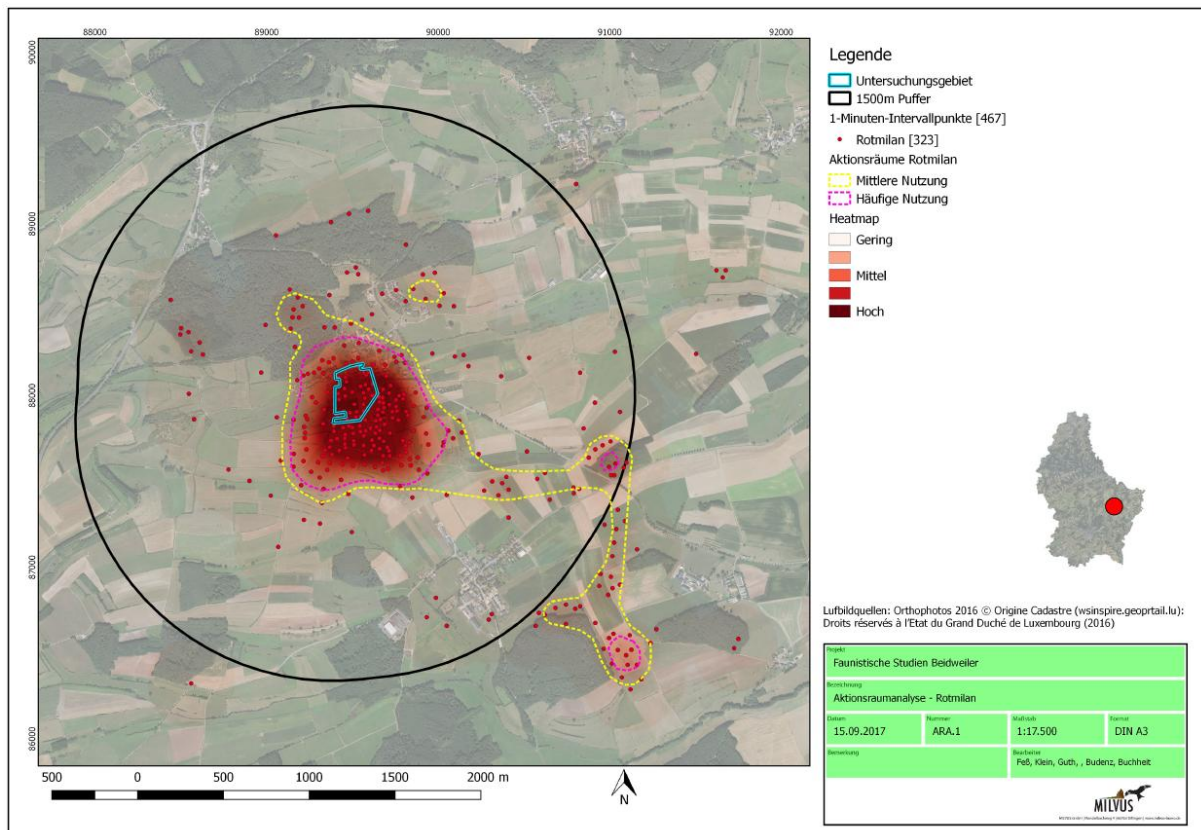 88000
89000
90000
91000
92000
90000
89000
88000
87000
86000
Legende
Untersuchungsgebiet
1500m Puffer
1-Minuten-Intervallpunkte [467]
Rotmilan [323]
Aktionsräume Rotmilan
Mittlere Nutzung
Häufige Nutzung
Heatmap
Gering
Mittel
Hoch
Lufbildquellen: Orthophotos 2016 © Origine Cadastre (wsinspire.geoprtail.lu):
Droits réservés à l'Etat du Grand Duché de Luxembourg (2016)
Projekt
Faunistische Studien Beidweiler
Bezeichnung
Aktionsraumanalyse - Rotmilan
Datum Nummer Maßstab Format
15.09.2017 ARA.1 1:17.500 DIN A3
Bemerkung Bearbeiter
Feß, Klein, Guth, , Budenz, Buchheit
MILVUS
500 0 500 1000 1500 2000 m
N